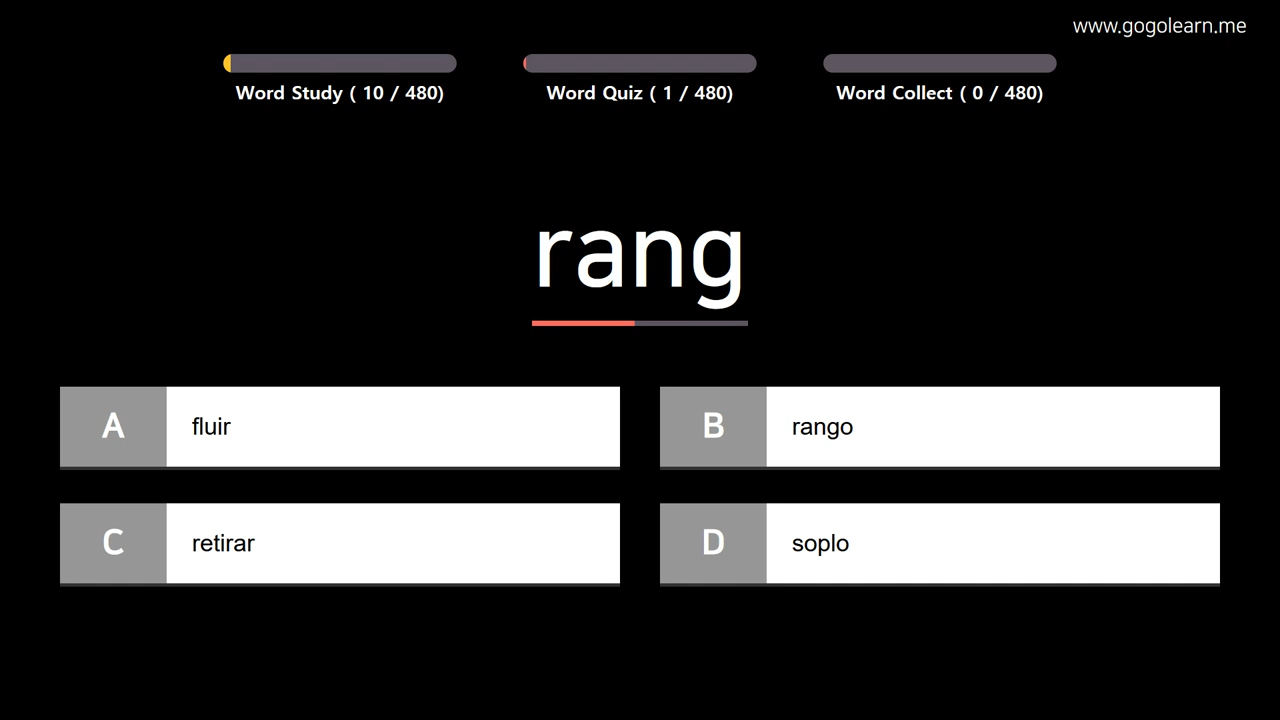 www.gogolearn.me
Word Study ( 10 / 480)
Word Quiz ( 1 / 480)
Word Collect ( 0 / 480)
rang
A fluir
B rango
C retirar
D soplo